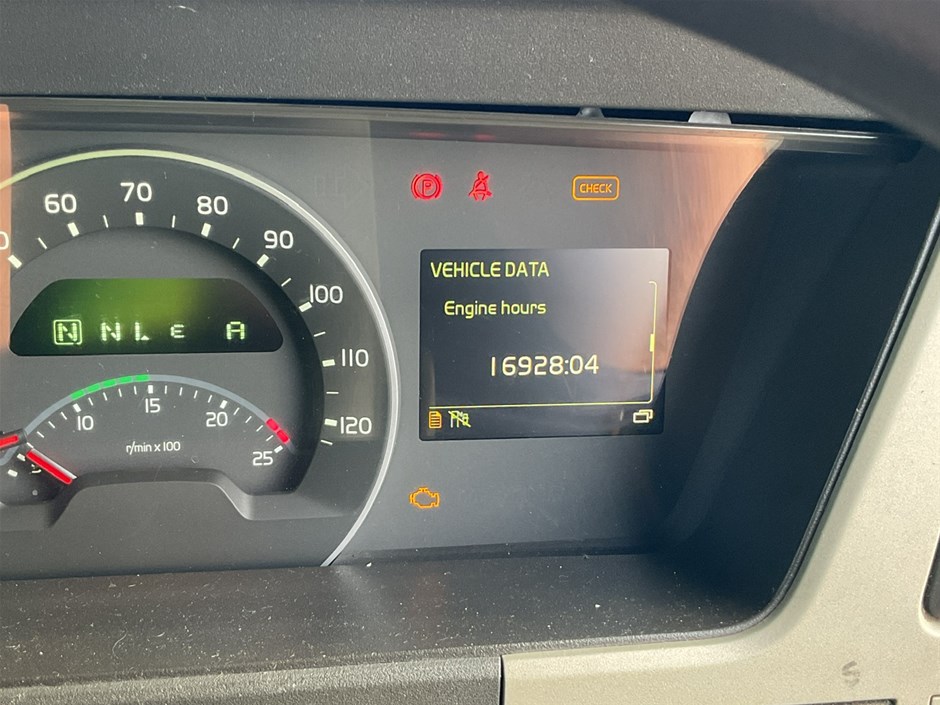 60
70
80
90
100
110
120
N N L E A
10
15
20
25
r/min x 100
P
CHECK
VEHICLE DATA
Engine hours
16928:04